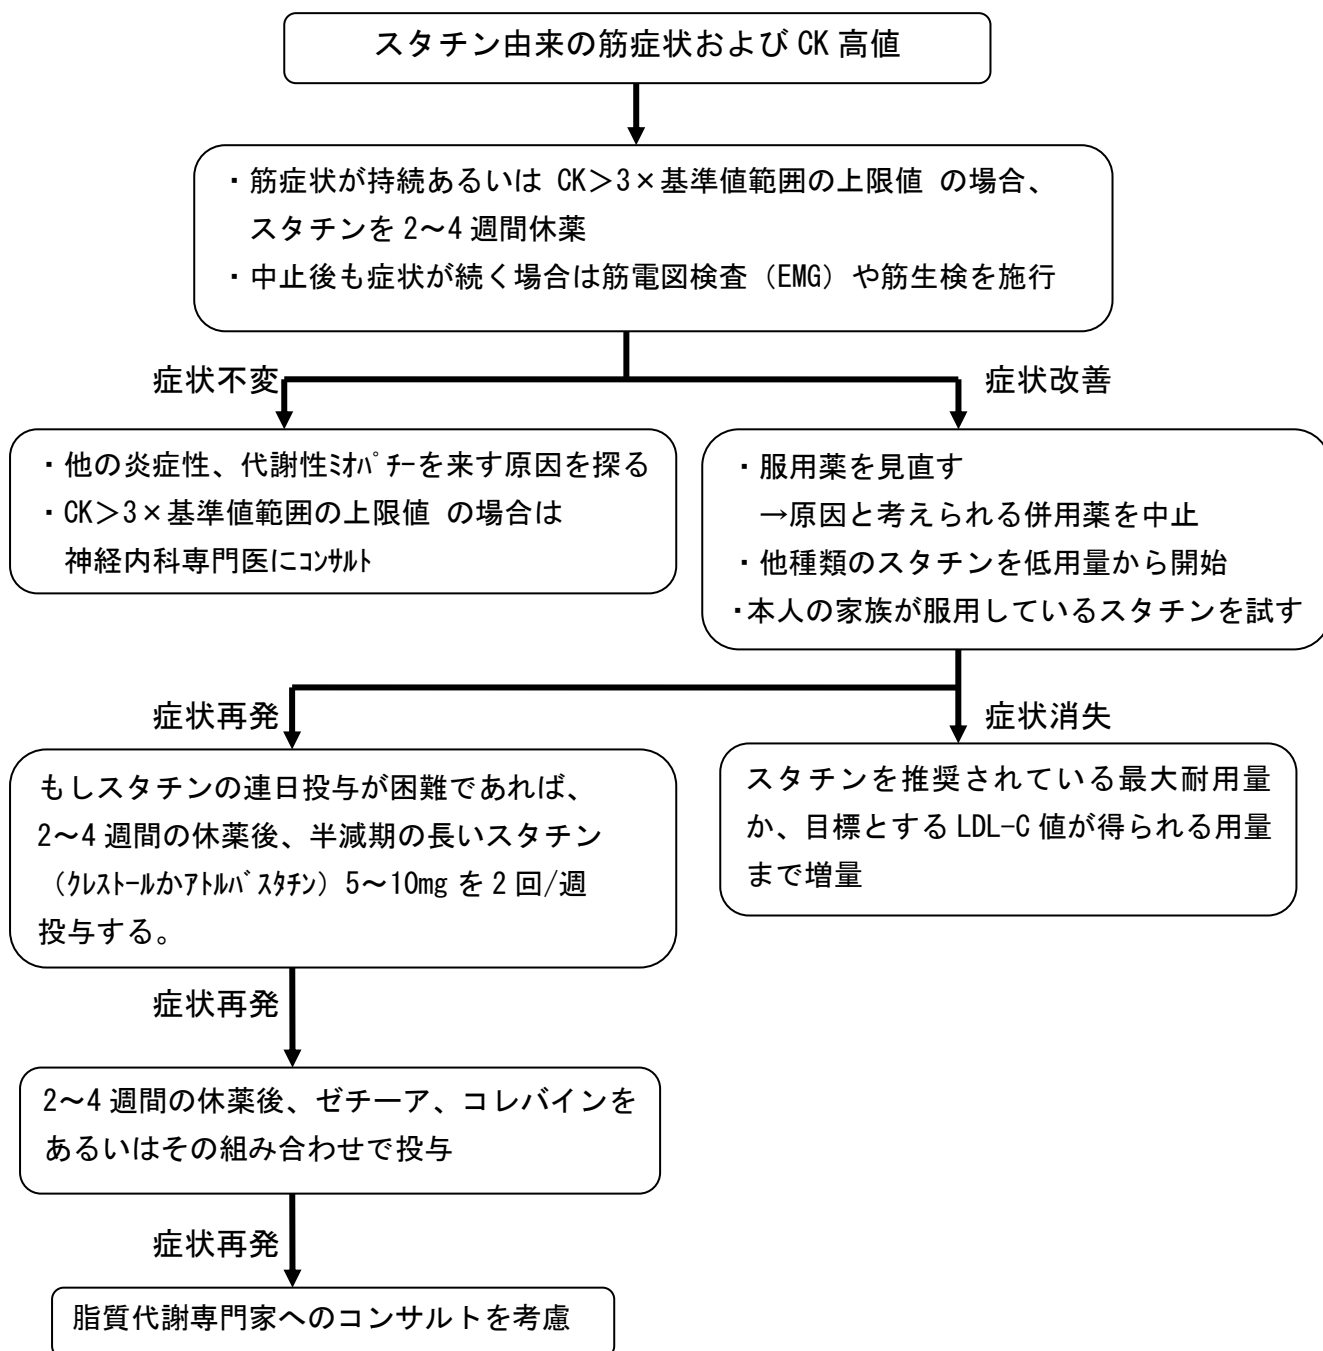 スタチン由来の筋症状および CK 高値
・筋症状が持続あるいは CK＞3×基準値範囲の上限値 の場合、
スタチンを 2～4 週間休薬
・中止後も症状が続く場合は筋電図検査（EMG）や筋生検を施行
症状不変
症状改善
・他の炎症性、代謝性ﾐｵﾊﾟﾁｰを来す原因を探る
・CK＞3×基準値範囲の上限値 の場合は
神経内科専門医にｺﾝｻﾙﾄ
・服用薬を見直す
→原因と考えられる併用薬を中止
・他種類のスタチンを低用量から開始
・本人の家族が服用しているスタチンを試す
症状再発
症状消失
もしスタチンの連日投与が困難であれば、
2～4 週間の休薬後、半減期の長いスタチン
（ｸﾚｽﾄｰﾙかｱﾄﾙﾊﾞｽﾀﾁﾝ）5～10mg を 2 回/週
投与する。
スタチンを推奨されている最大耐用量
か、目標とする LDL-C 値が得られる用量
まで増量
症状再発
2～4 週間の休薬後、ゼチーア、コレバインを
あるいはその組み合わせで投与
症状再発
脂質代謝専門家へのコンサルトを考慮